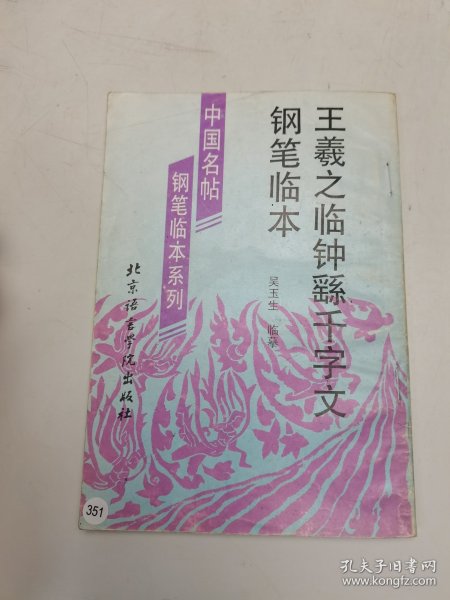 王羲之临钟繇千字文
钢笔临本
吴玉生 临摹
中国名帖
钢笔临本系列
北京语言学院出版社
351
孔夫子旧书网
www.kongfz.com